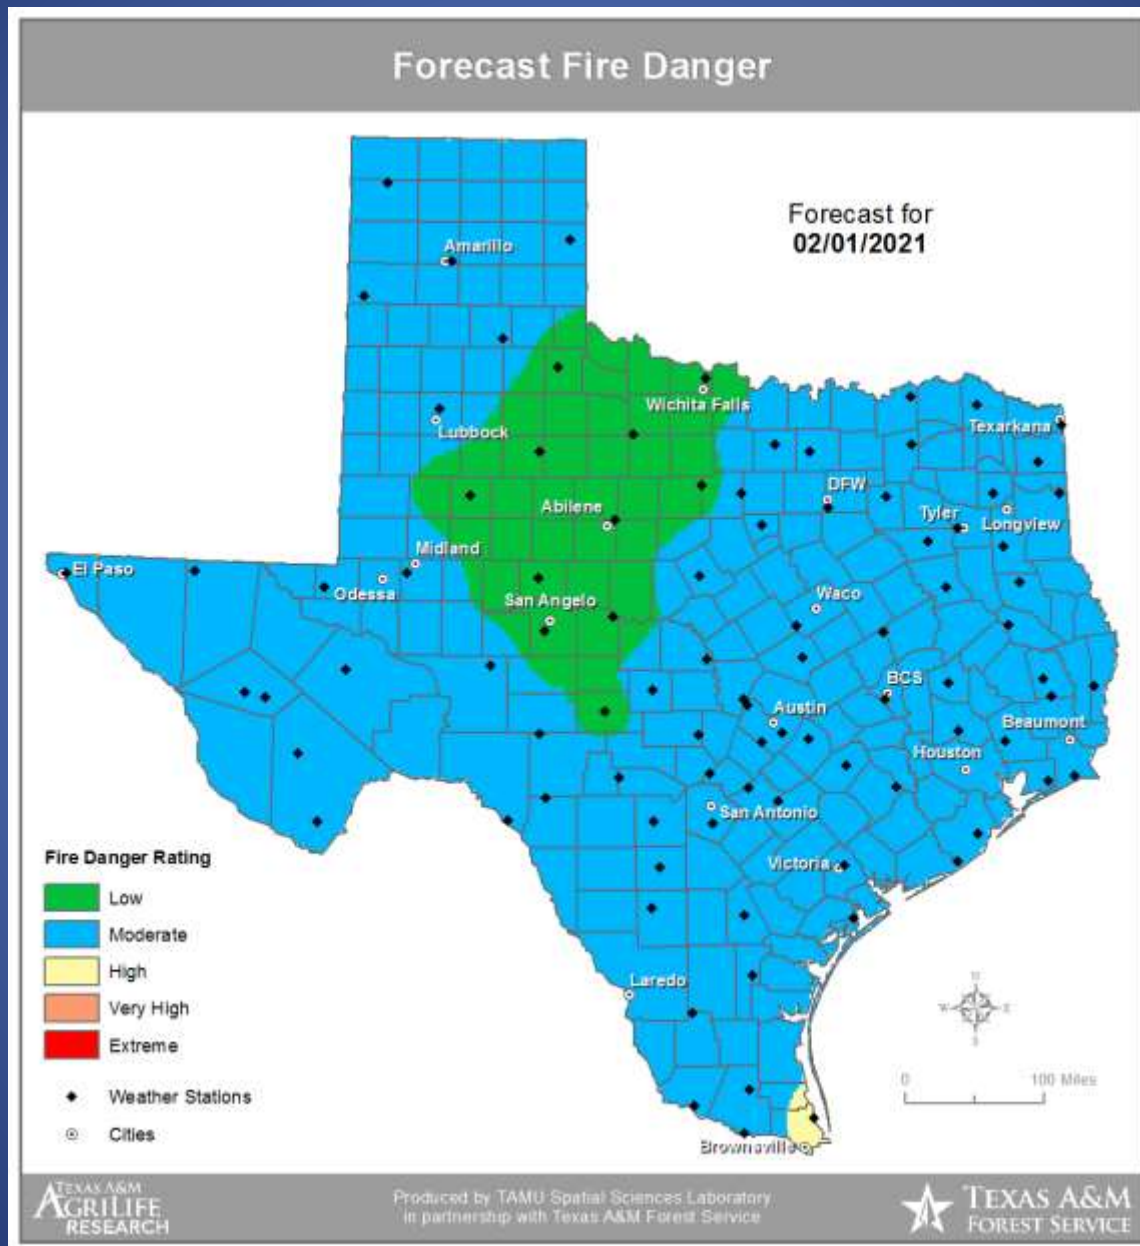 Forecast Fire Danger
Forecast for
02/01/2021
Amarillo
Wichita Falls
Lubbock
Texarkana
DFW
Abilene
Tyler
Longview
Midland
El Paso
Odessa
San Angelo
Waco
BCS
Austin
Beaumont
Houston
San Antonio
Victoria
Laredo
Brownsville
Fire Danger Rating
Low
Moderate
High
Very High
Extreme
Weather Stations
Cities
N
W E
S
0 100 Miles
TEXAS A&M
AGRILIFE
RESEARCH
Produced by TAMU Spatial Sciences Laboratory
in partnership with Texas A&M Forest Service
TEXAS A&M
FOREST SERVICE